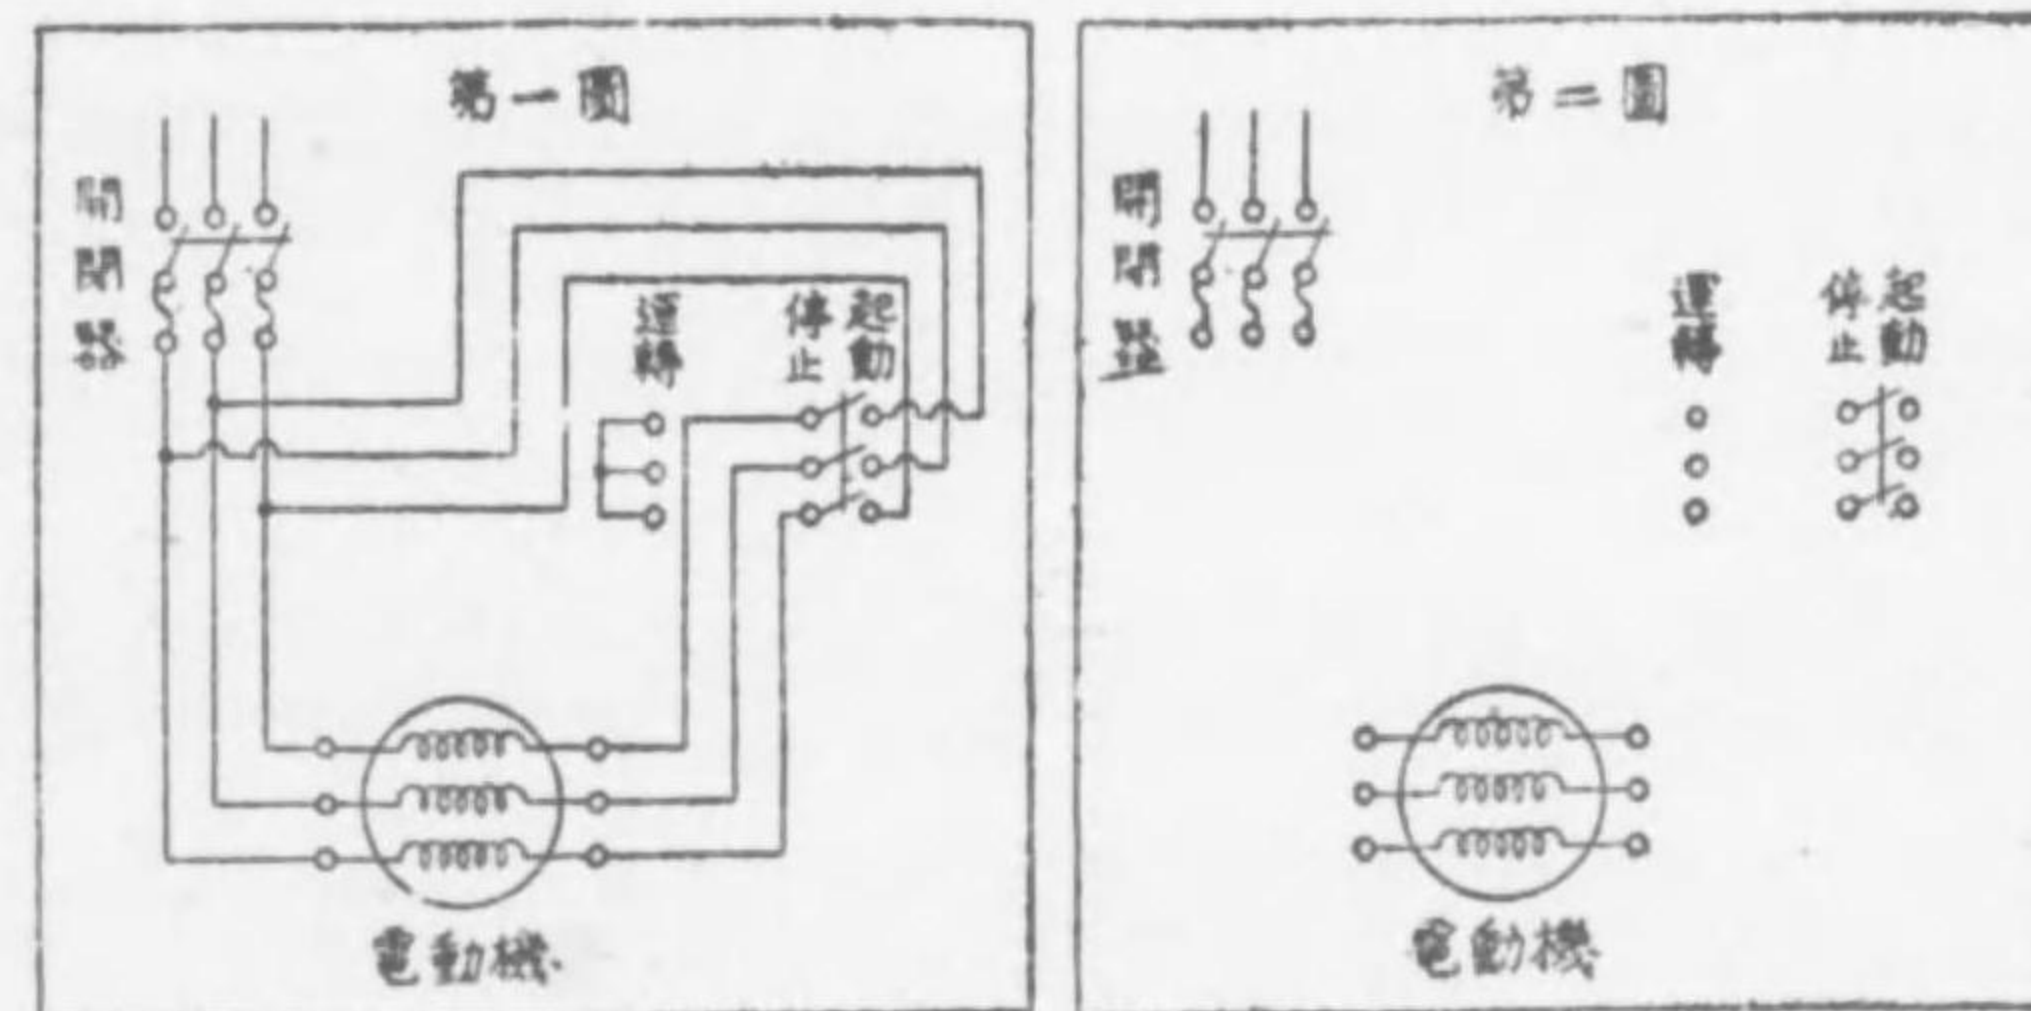 第一圖
開閉器
運轉
停止
起動
電動機
第二圖
開閉器
運轉
停止
起動
電動機